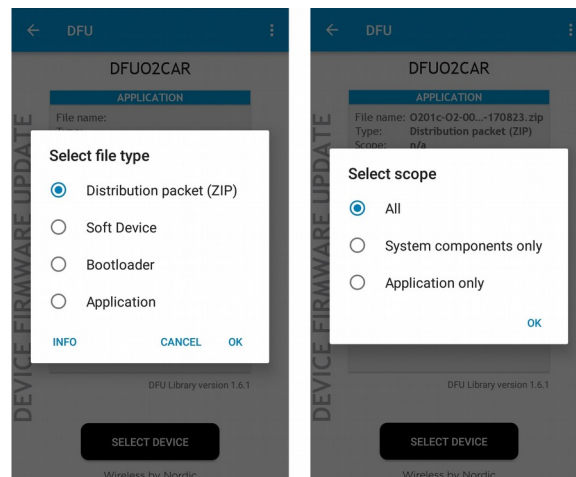 DFU
DFUO2CAR
APPLICATION
File name:
Select file type
Distribution packet (ZIP)
Soft Device
Bootloader
Application
INFO CANCEL OK
DFU Library version 1.6.1
SELECT DEVICE
Wireless by Nordic
DEVICE FIRMWARE UPDATE
DFU
DFUO2CAR
APPLICATION
File name: O201c-O2-00...-170823.zip
Type: Distribution packet (ZIP)
Scope: n/a
Select scope
All
System components only
Application only
OK
DFU Library version 1.6.1
SELECT DEVICE
Wireless by Nordic
DEVICE FIRMWARE UPDATE